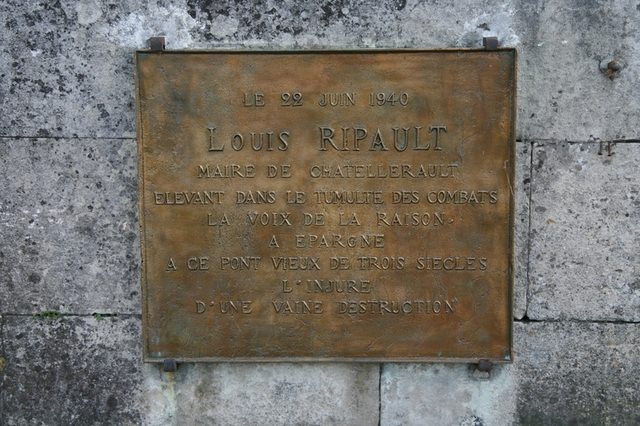 LE 22 JUIN 1940
LOUIS RIPAULT
MAIRE DE CHATELLERAULT
ELEVANT DANS LE TUMULTE DES COMBATS
LA VOIX DE LA RAISON
A EPARGNE
A CE PONT VIEUX DE TROIS SIECLES
L'INJURE
D'UNE VAINE DESTRUCTION